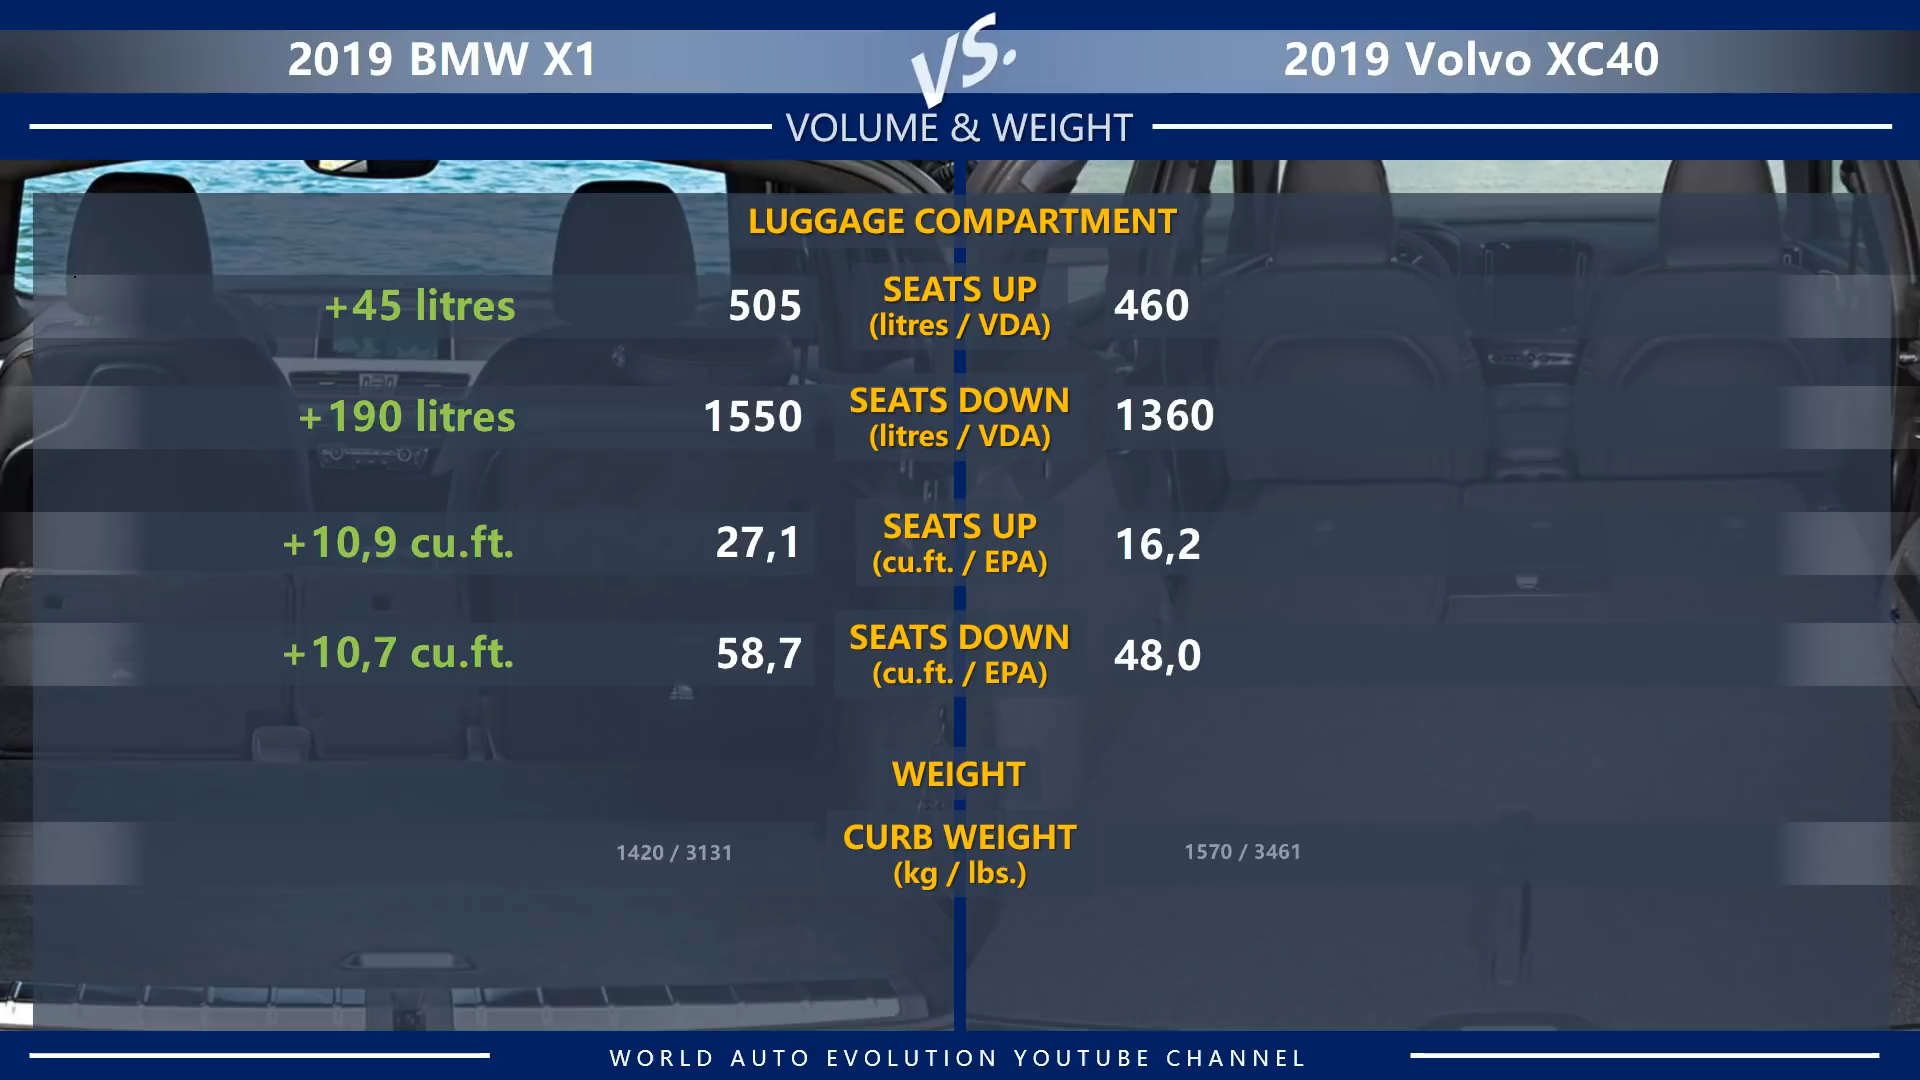 2019 BMW X1
VS.
2019 Volvo XC40
VOLUME & WEIGHT
LUGGAGE COMPARTMENT
+45 litres 505 SEATS UP 460
(litres / VDA)
+190 litres 1550 SEATS DOWN 1360
(litres / VDA)
+10,9 cu.ft. 27,1 SEATS UP 16,2
(cu.ft. / EPA)
+10,7 cu.ft. 58,7 SEATS DOWN 48,0
(cu.ft. / EPA)
WEIGHT
1420 / 3131 CURB WEIGHT 1570 / 3461
(kg / lbs.)
WORLD AUTO EVOLUTION YOUTUBE CHANNEL